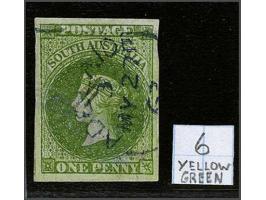 POSTAGE
SOUTH AUSTRALIA
ONE PENNY
6
YELLOW
GREEN